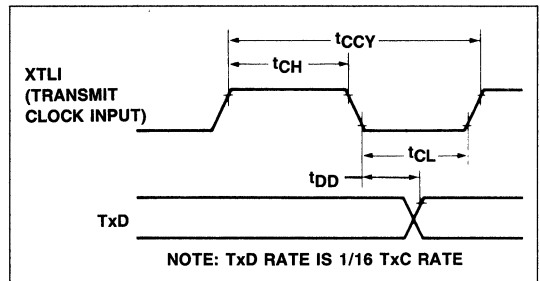 tCCY
tCH
XTLI
(TRANSMIT
CLOCK INPUT)
tCL
tDD
TxD
NOTE: TxD RATE IS 1/16 TxC RATE